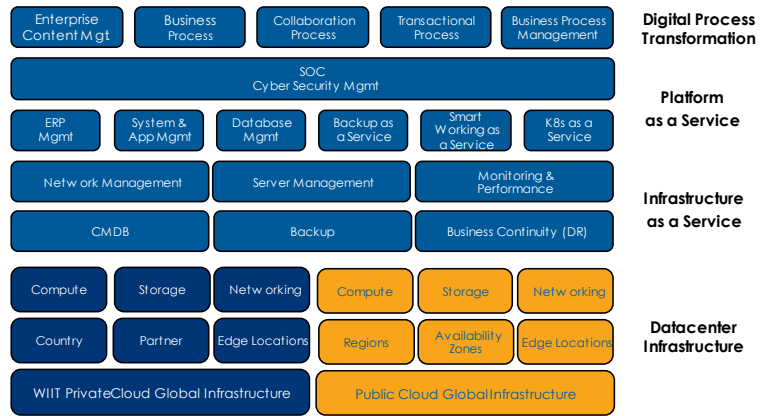 Enterprise
Content Mgt
Business
Process
Collaboration
Process
Transactional
Process
Business Process
Management
Digital Process
Transformation
SOC
Cyber Security Mgmt
Platform
as a Service
ERP
Mgmt
System &
App Mgmt
Database
Mgmt
Backup as
a Service
Smart
Working as
a Service
K8s as a
Service
Network Management
Server Management
Monitoring &
Performance
Infrastructure
as a Service
CMDB
Backup
Business Continuity (DR)
Compute
Storage
Networking
Compute
Storage
Networking
Country
Partner
Edge Locations
Regions
Availability
Zones
Edge Locations
Datacenter
Infrastructure
WIIT PrivateCloud Global Infrastructure
Public Cloud Global Infrastructure